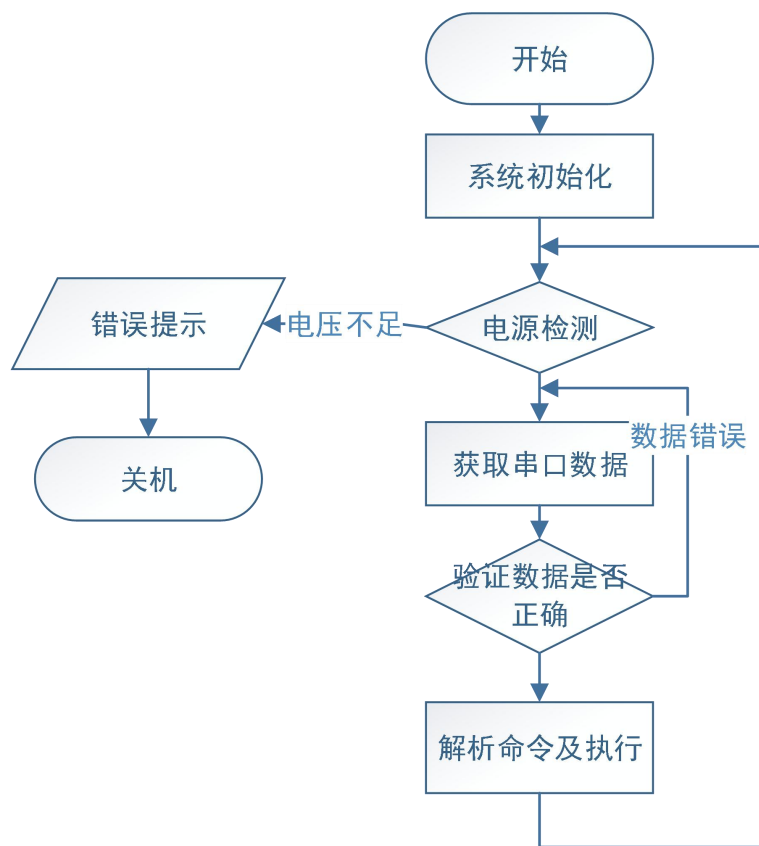 开始
系统初始化
错误提示
电压不足
电源检测
数据错误
获取串口数据
关机
验证数据是否
正确
解析命令及执行